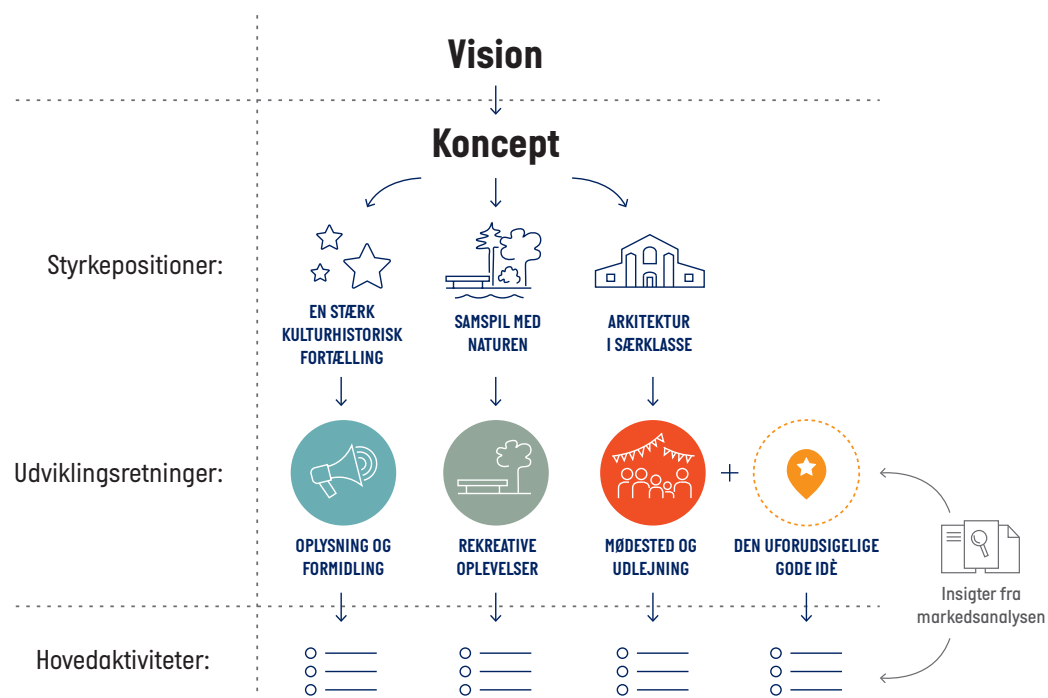 Vision
Koncept
Styrkepositioner:
EN STÆRK
KULTURHISTORISK
FORTÆLLING
SAMSPIL MED
NATUREN
ARKITEKTUR
I SÆRKLASSE
Udviklingsretninger:
+
OPLYSNING OG
FORMIDLING
REKREATIVE
OPLEVELSER
MØDESTED OG
UDLEJNING
DEN UFORUDSIGELIGE
GODE IDÈ
Insigter fra
markedsanalysen
Hovedaktiviteter: